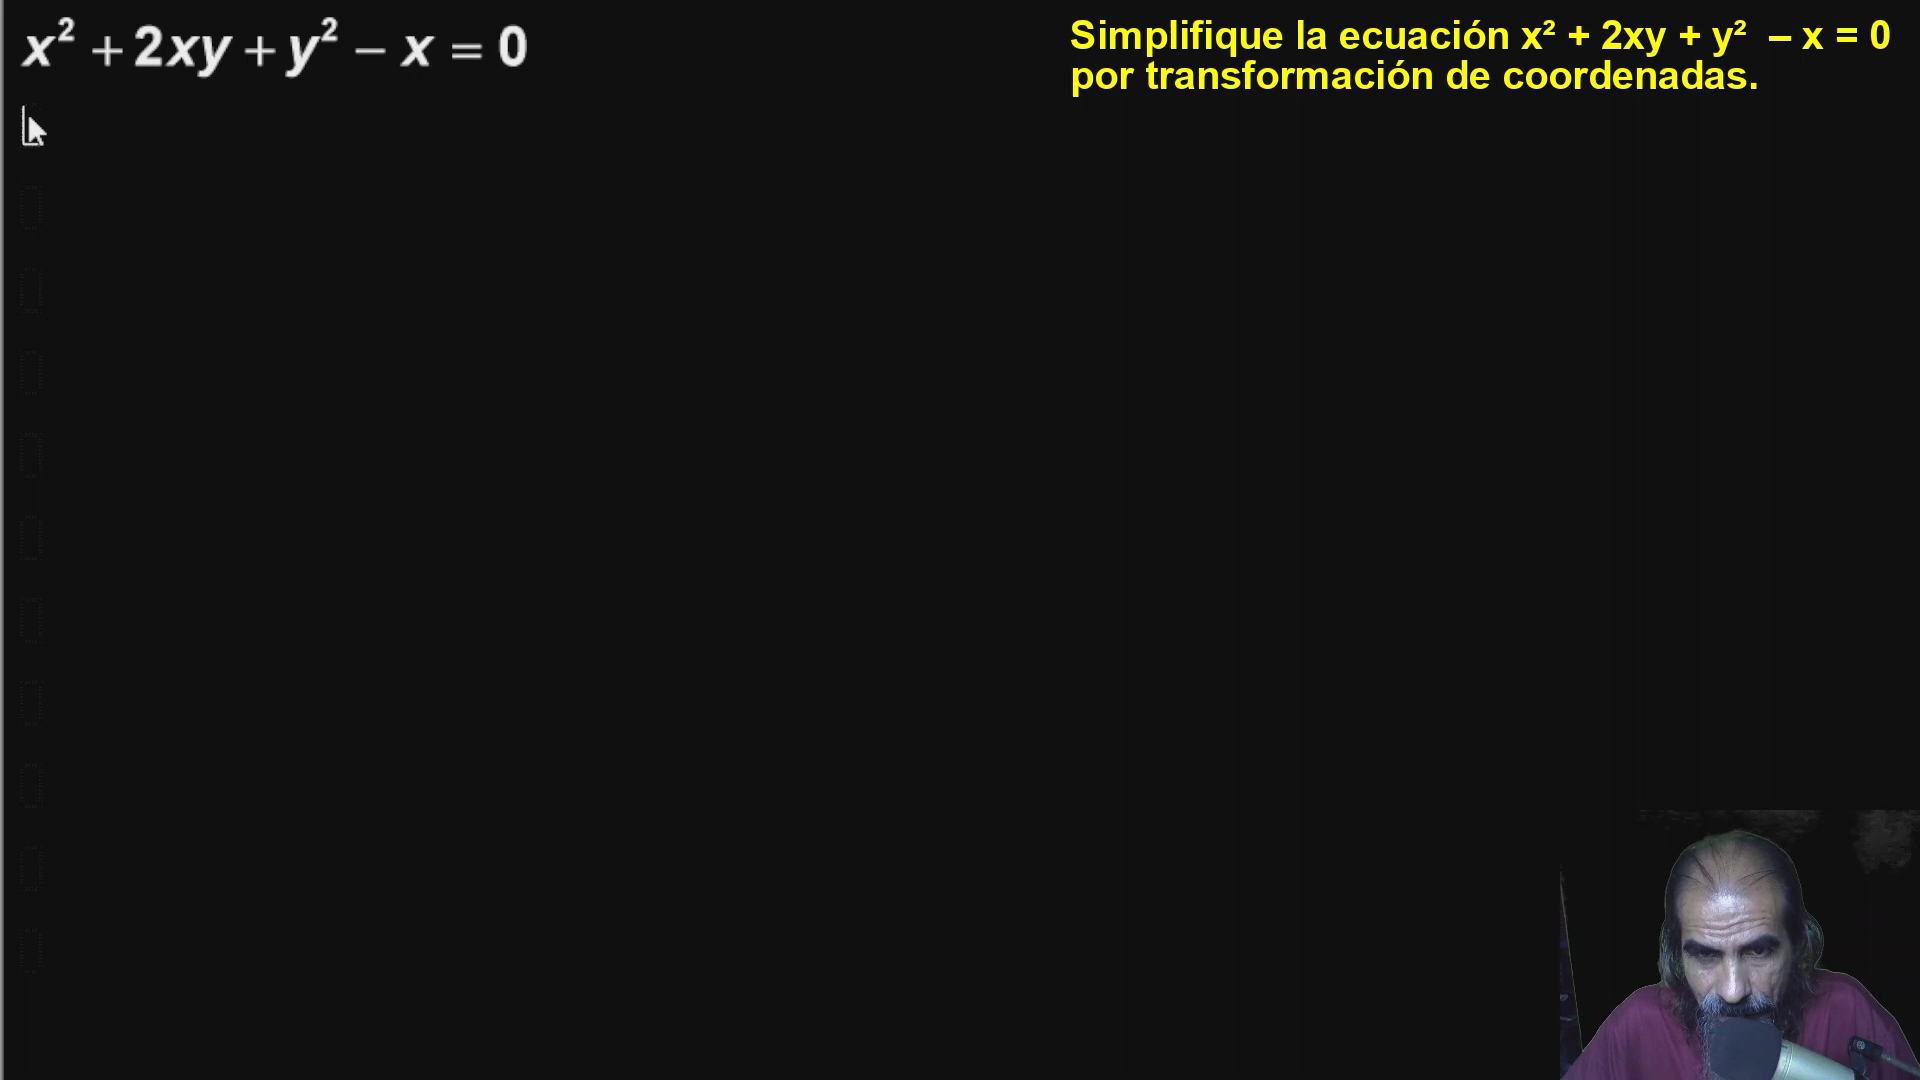 x² + 2xy + y² − x = 0
Simplifique la ecuación x² + 2xy + y² – x = 0
por transformación de coordenadas.